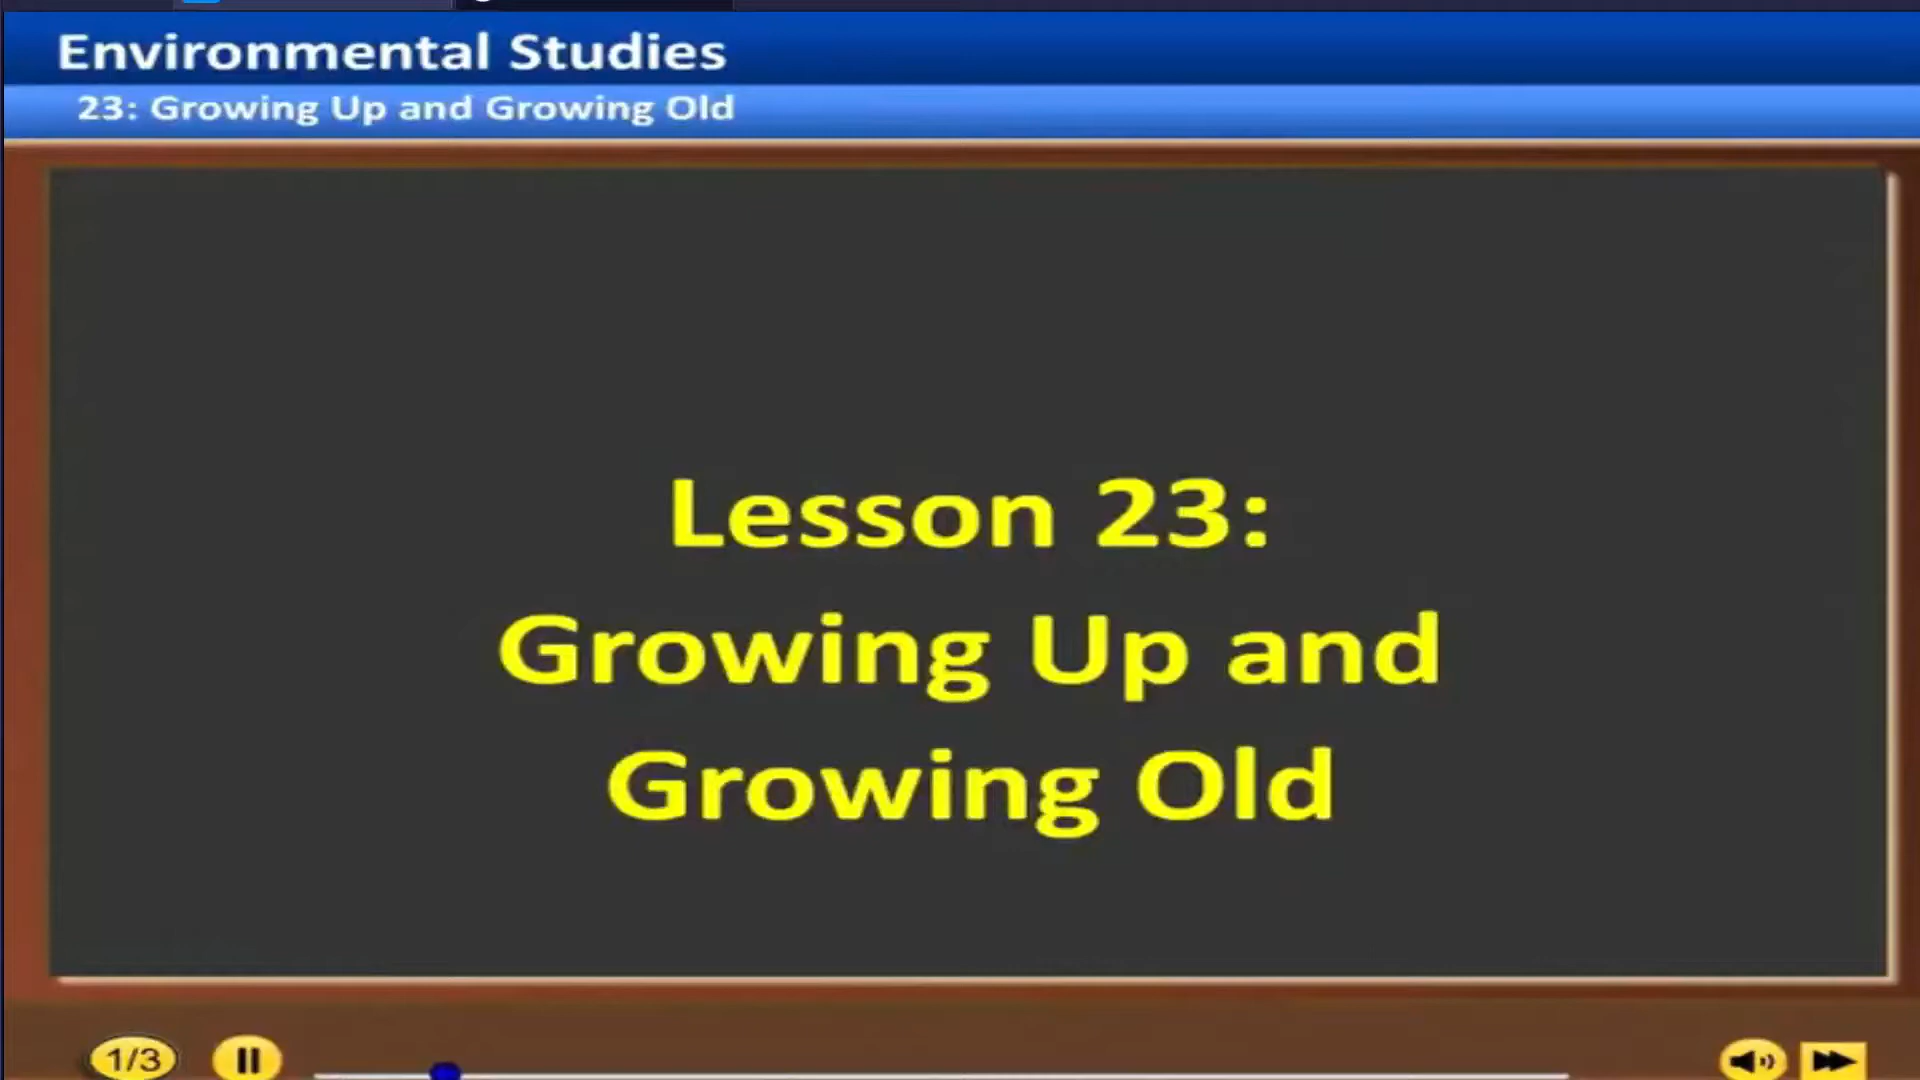 Environmental Studies
23: Growing Up and Growing Old
Lesson 23:
Growing Up and
Growing Old
1/3